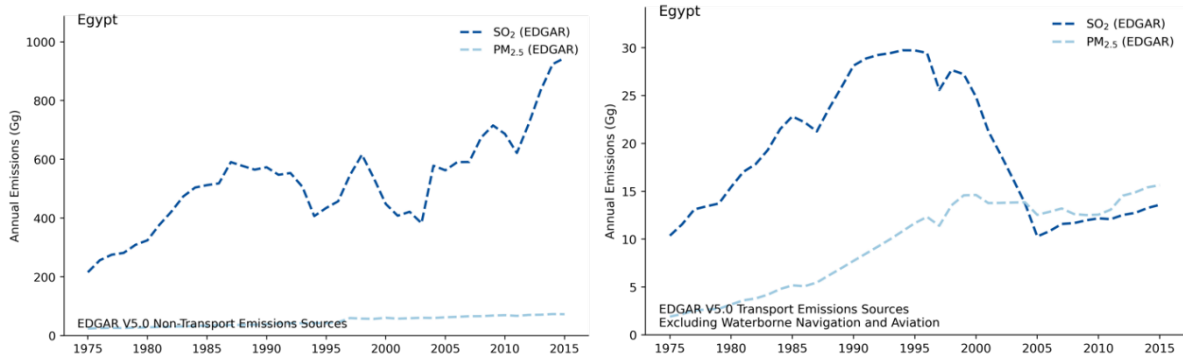 Egypt
SO2 (EDGAR)
PM2.5 (EDGAR)
Annual Emissions (Gg)
1000
800
600
400
200
0
EDGAR V5.0 Non-Transport Emissions Sources
1975 1980 1985 1990 1995 2000 2005 2010 2015
Egypt
SO2 (EDGAR)
PM2.5 (EDGAR)
Annual Emissions (Gg)
30
25
20
15
10
5
0
EDGAR V5.0 Transport Emissions Sources
Excluding Waterborne Navigation and Aviation
1975 1980 1985 1990 1995 2000 2005 2010 2015